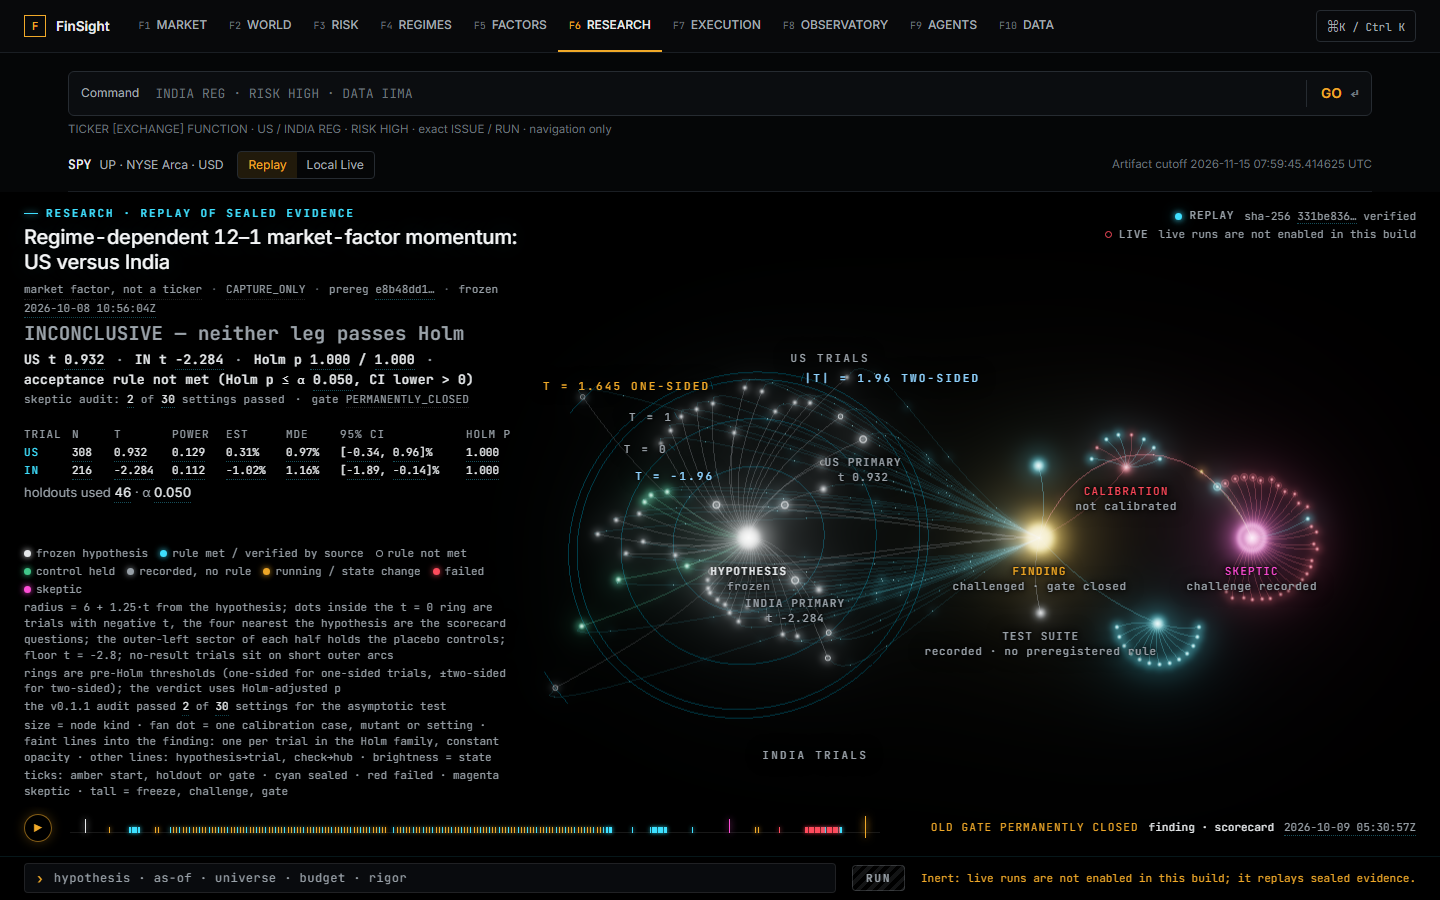 F FinSight F1 MARKET F2 WORLD F3 RISK F4 REGIMES F5 FACTORS F6 RESEARCH F7 EXECUTION F8 OBSERVATORY F9 AGENTS F10 DATA ⌘K / Ctrl K
Command INDIA REG · RISK HIGH · DATA IIMA GO ↵
TICKER [EXCHANGE] FUNCTION · US / INDIA REG · RISK HIGH · exact ISSUE / RUN · navigation only
SPY UP · NYSE Arca · USD Replay Local Live Artifact cutoff 2026-11-15 07:59:45.414625 UTC
RESEARCH · REPLAY OF SEALED EVIDENCE
Regime-dependent 12–1 market-factor momentum:
US versus India
market factor, not a ticker · CAPTURE_ONLY · prereg e8b48dd1… · frozen
2026-10-08 10:56:04Z
INCONCLUSIVE — neither leg passes Holm
US t 0.932 · IN t -2.284 · Holm p 1.000 / 1.000 ·
acceptance rule not met (Holm p ≤ α 0.050, CI lower > 0)
skeptic audit: 2 of 30 settings passed · gate PERMANENTLY_CLOSED
TRIAL N T POWER EST MDE 95% CI HOLM P
US 308 0.932 0.129 0.31% 0.97% [-0.34, 0.96]% 1.000
IN 216 -2.284 0.112 -1.02% 1.16% [-1.89, -0.14]% 1.000
holdouts used 46 · α 0.050
frozen hypothesis rule met / verified by source rule not met
control held recorded, no rule running / state change failed
skeptic
radius = 6 + 1.25·t from the hypothesis; dots inside the t = 0 ring are
trials with negative t, the four nearest the hypothesis are the scorecard
questions; the outer-left sector of each half holds the placebo controls;
floor t = -2.8; no-result trials sit on short outer arcs
rings are pre-Holm thresholds (one-sided for one-sided trials, ±two-sided
for two-sided); the verdict uses Holm-adjusted p
the v0.1.1 audit passed 2 of 30 settings for the asymptotic test
size = node kind · fan dot = one calibration case, mutant or setting ·
faint lines into the finding: one per trial in the Holm family, constant
opacity · other lines: hypothesis→trial, check→hub · brightness = state
ticks: amber start, holdout or gate · cyan sealed · red failed · magenta
skeptic · tall = freeze, challenge, gate
REPLAY sha-256 331be836… verified
LIVE live runs are not enabled in this build
US TRIALS
T = 1.645 ONE-SIDED
|T| = 1.96 TWO-SIDED
T = 1
T = 0
T = -1.96
US PRIMARY
t 0.932
HYPOTHESIS
frozen
INDIA PRIMARY
t -2.284
INDIA TRIALS
CALIBRATION
not calibrated
FINDING
challenged · gate closed
SKEPTIC
challenge recorded
TEST SUITE
recorded · no preregistered rule
OLD GATE PERMANENTLY CLOSED finding · scorecard 2026-10-09 05:30:57Z
› hypothesis · as-of · universe · budget · rigor RUN Inert: live runs are not enabled in this build; it replays sealed evidence.